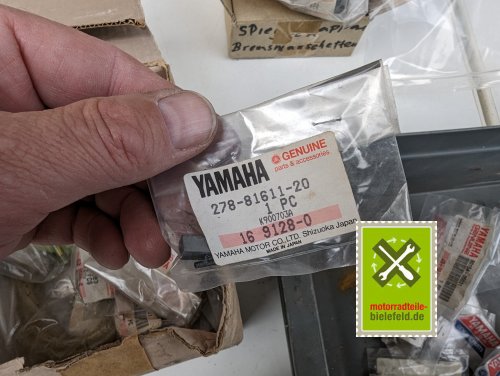 Bremsmanschetten
GENUINE
parts & accessories
YAMAHA
278-81611-20
1 PC
K900703A
16 9128-0
YAMAHA MOTOR CO., LTD. Shizuoka Japan
MADE IN JAPAN
motorradteile-
bielefeld.de